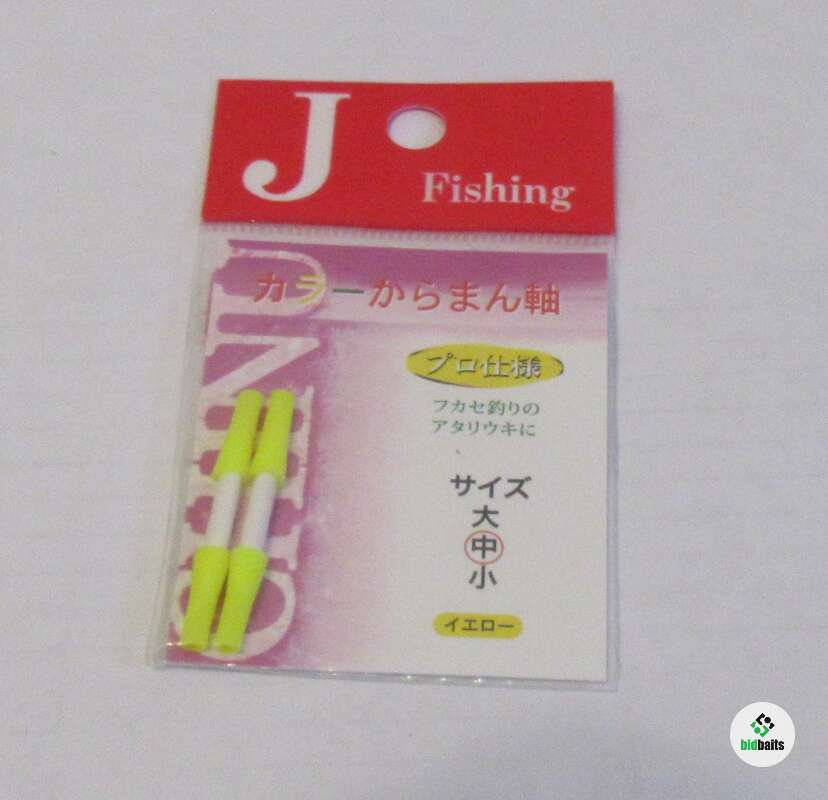 J
Fishing
カラーからまん軸
プロ仕様
フカセ釣りの
アタリウキに
サイズ
大
中
小
イエロー
CHINU
bidbaits